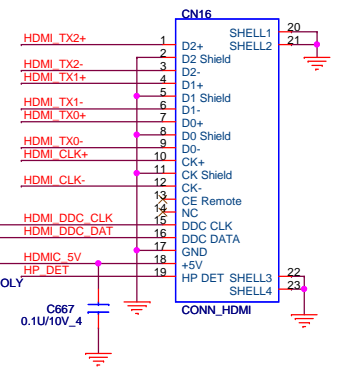 CN16
HDMI_TX2+ 1 D2+ SHELL1 20
2 D2 Shield SHELL2 21
HDMI_TX2- 3 D2-
HDMI_TX1+ 4 D1+
5 D1 Shield
HDMI_TX1- 6 D1-
HDMI_TX0+ 7 D0+
8 D0 Shield
HDMI_TX0- 9 D0-
HDMI_CLK+ 10 CK+
11 CK Shield
HDMI_CLK- 12 CK-
13 CE Remote
14 NC
HDMI_DDC_CLK 15 DDC CLK
HDMI_DDC_DAT 16 DDC DATA
17 GND
HDMIC_5V 18 +5V
HP_DET 19 HP DET SHELL3 22
OLY SHELL4 23
C667 CONN_HDMI
0.1U/10V_4